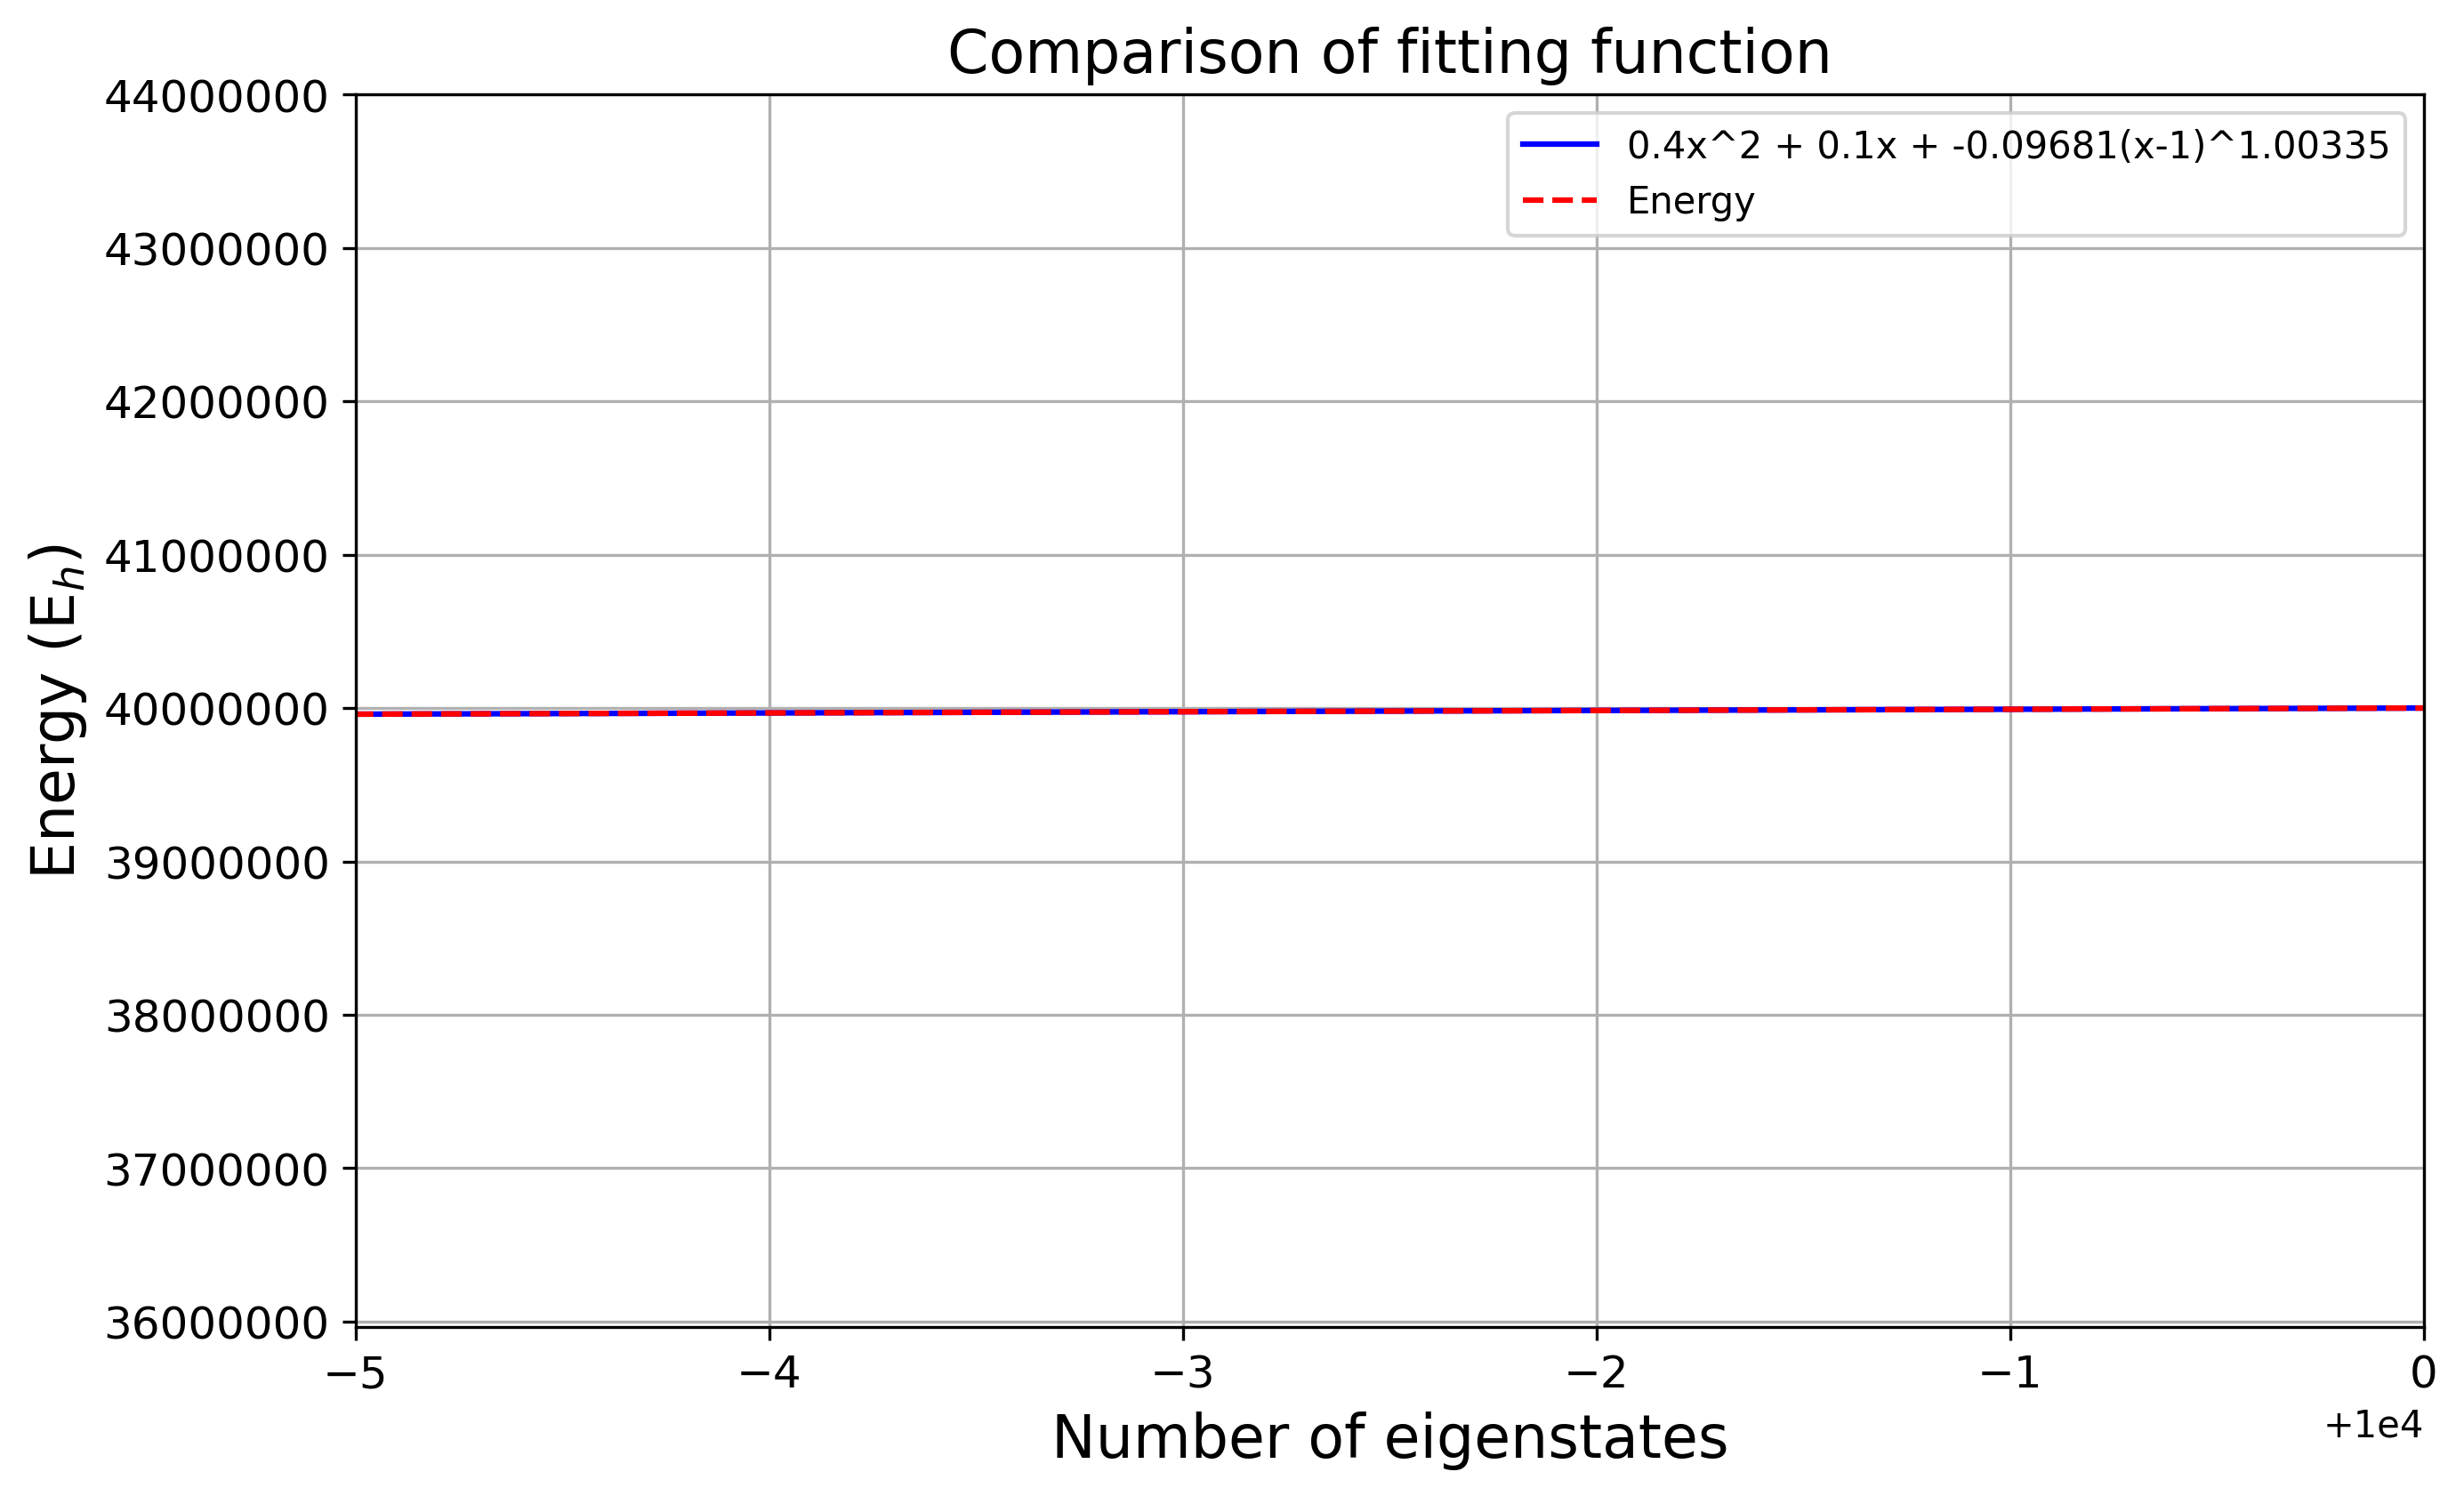 Comparison of fitting function
0.4x^2 + 0.1x + -0.09681(x-1)^1.00335
Energy
Energy (E_h)
44000000
43000000
42000000
41000000
40000000
39000000
38000000
37000000
36000000
−5 −4 −3 −2 −1 0
+1e4
Number of eigenstates